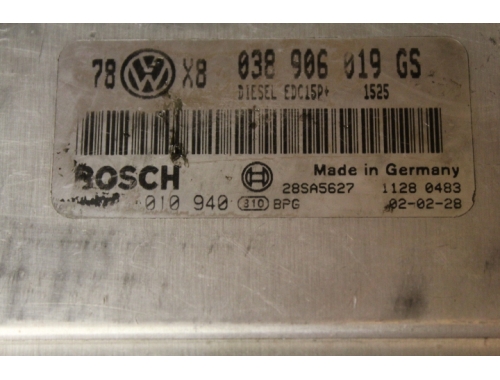 78 VW X8 038 906 019 GS
DIESEL EDC15P+ 1525
BOSCH Made in Germany
28SA5627 1128 0483
010 940 310 BPG 02-02-28